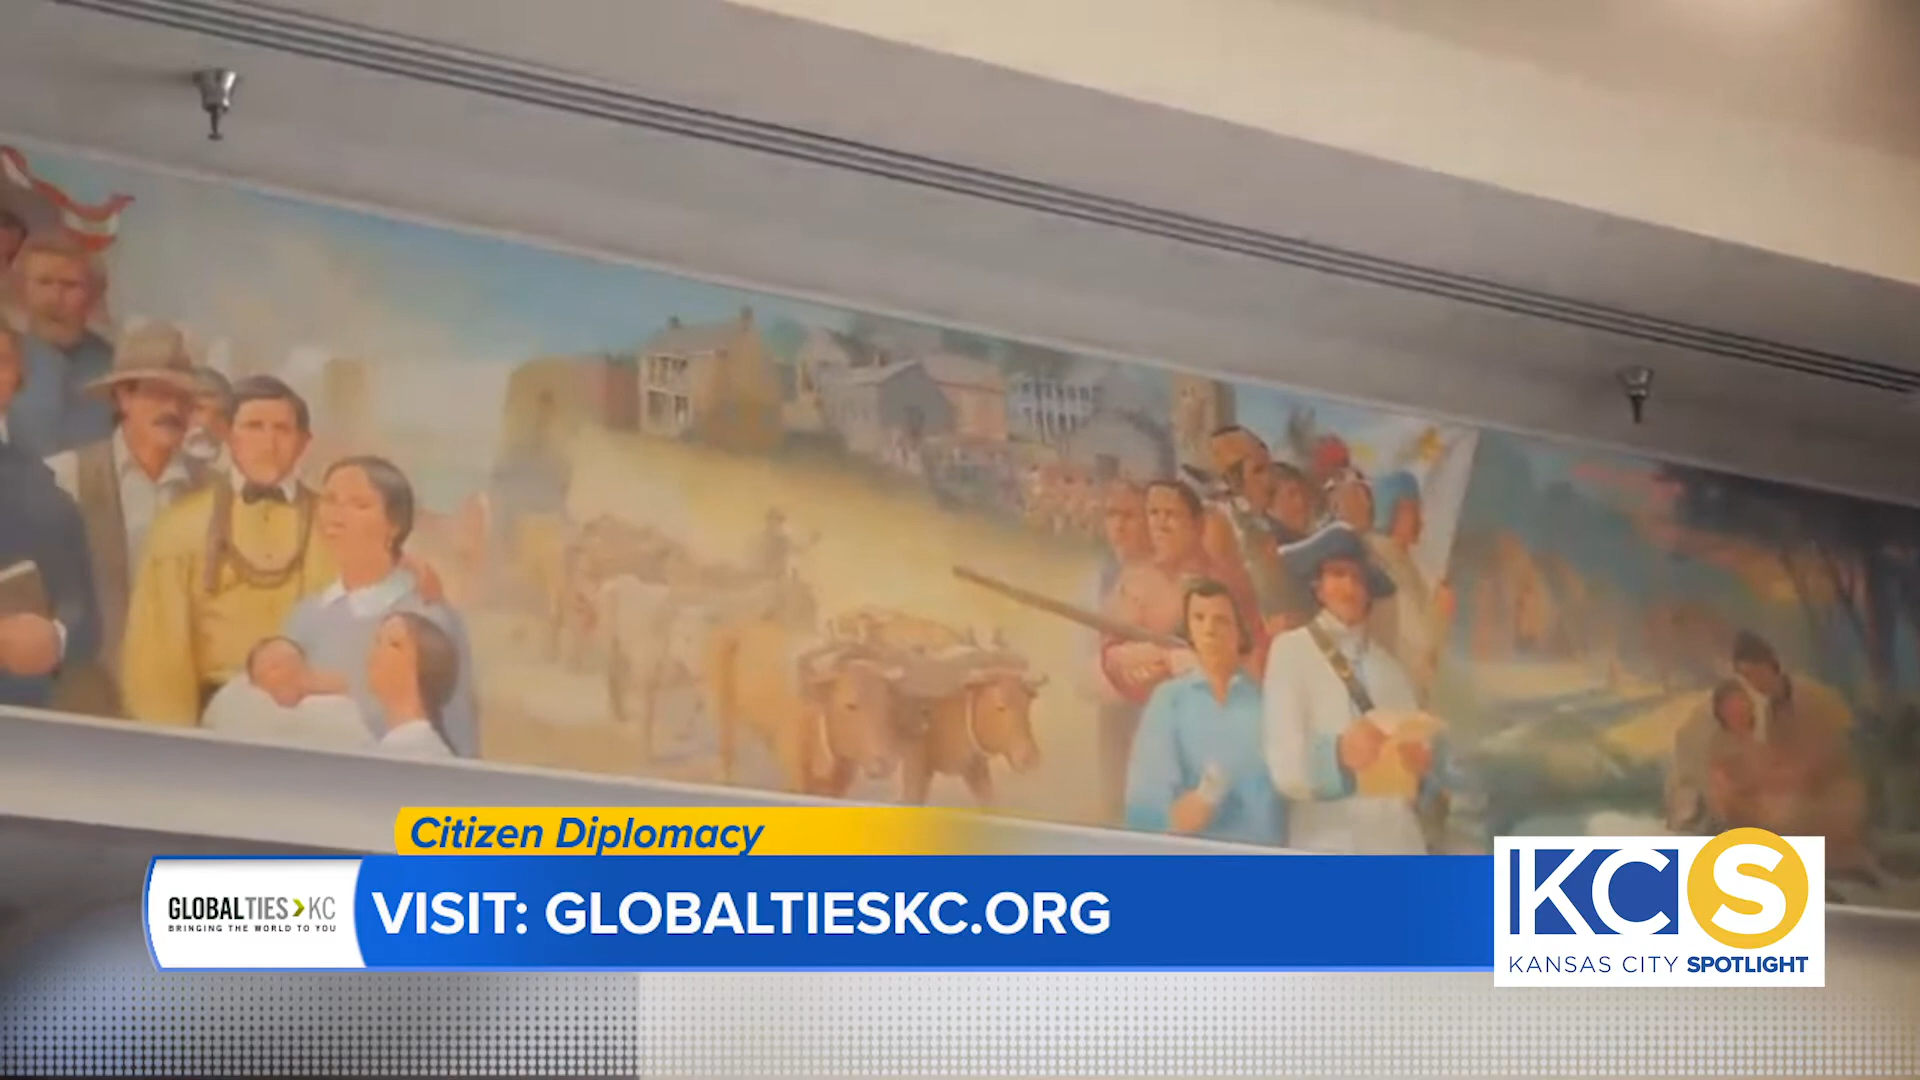 Citizen Diplomacy
GLOBALTIES>KC
BRINGING THE WORLD TO YOU
VISIT: GLOBALTIESKC.ORG
KCS
KANSAS CITY SPOTLIGHT